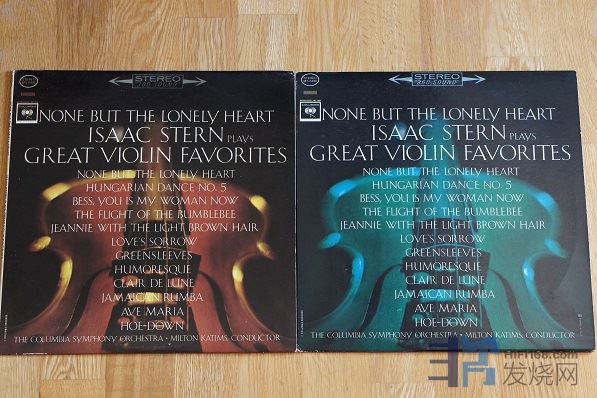 STEREO
360 SOUND
COLUMBIA
NONE BUT THE LONELY HEART
ISAAC STERN PLAYS
GREAT VIOLIN FAVORITES
NONE BUT THE LONELY HEART
HUNGARIAN DANCE NO. 5
BESS, YOU IS MY WOMAN NOW
THE FLIGHT OF THE BUMBLEBEE
JEANNIE WITH THE LIGHT BROWN HAIR
LOVE'S SORROW
GREENSLEEVES
HUMORESQUE
CLAIR DE LUNE
JAMAICAN RUMBA
AVE MARIA
HOE-DOWN
THE COLUMBIA SYMPHONY ORCHESTRA • MILTON KATIMS, CONDUCTOR
STEREO
360 SOUND
COLUMBIA
NONE BUT THE LONELY HEART
ISAAC STERN PLAYS
GREAT VIOLIN FAVORITES
NONE BUT THE LONELY HEART
HUNGARIAN DANCE NO. 5
BESS, YOU IS MY WOMAN NOW
THE FLIGHT OF THE BUMBLEBEE
JEANNIE WITH THE LIGHT BROWN HAIR
LOVE'S SORROW
GREENSLEEVES
HUMORESQUE
CLAIR DE LUNE
JAMAICAN RUMBA
AVE MARIA
HOE-DOWN
THE COLUMBIA SYMPHONY ORCHESTRA • MILTON KATIMS, CONDUCTOR
HIFI168.com
发烧网